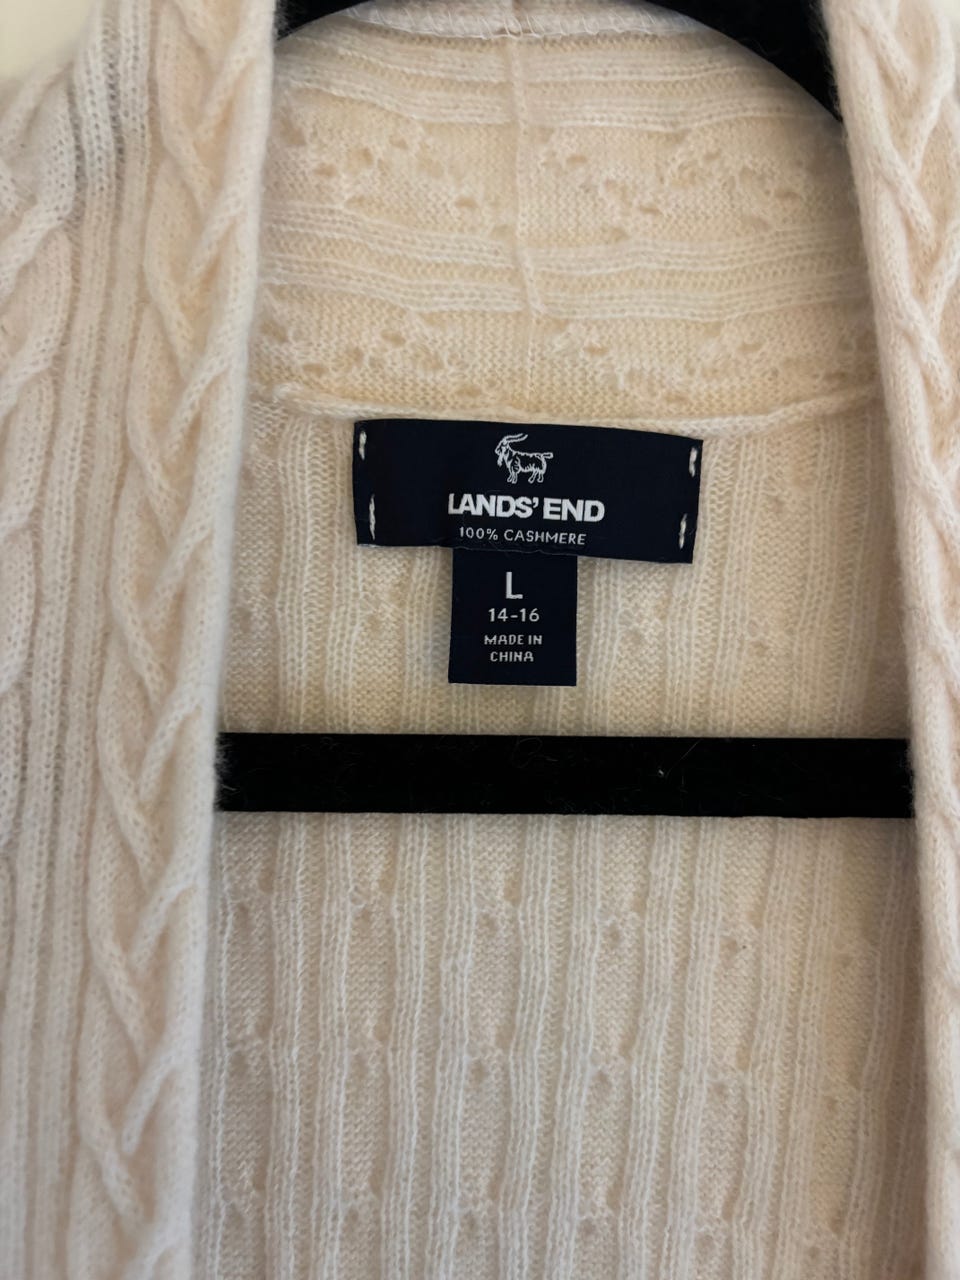 LANDS' END
100% CASHMERE
L
14-16
MADE IN
CHINA